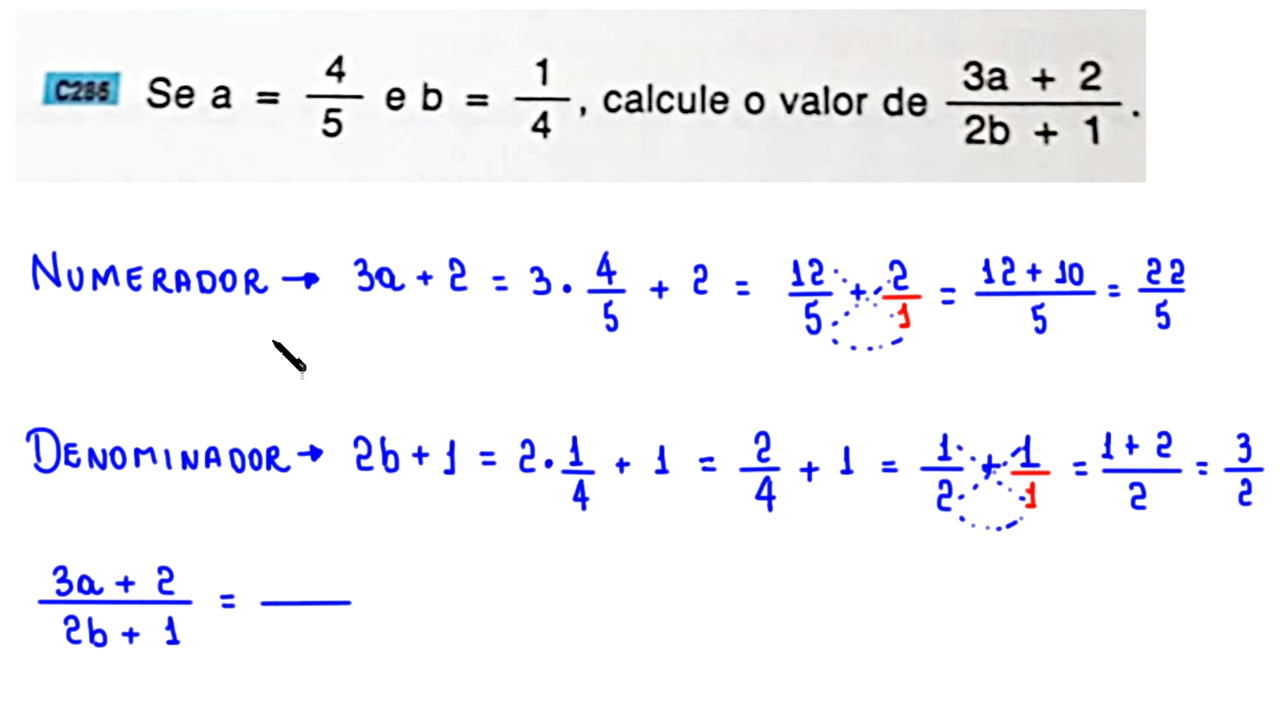 C286 Se a = 4/5 e b = 1/4, calcule o valor de (3a + 2)/(2b + 1).
NUMERADOR → 3a + 2 = 3 · 4/5 + 2 = 12/5 + 2/1 = (12 + 10)/5 = 22/5
DENOMINADOR → 2b + 1 = 2 · 1/4 + 1 = 2/4 + 1 = 1/2 + 1/1 = (1 + 2)/2 = 3/2
(3a + 2)/(2b + 1) = —